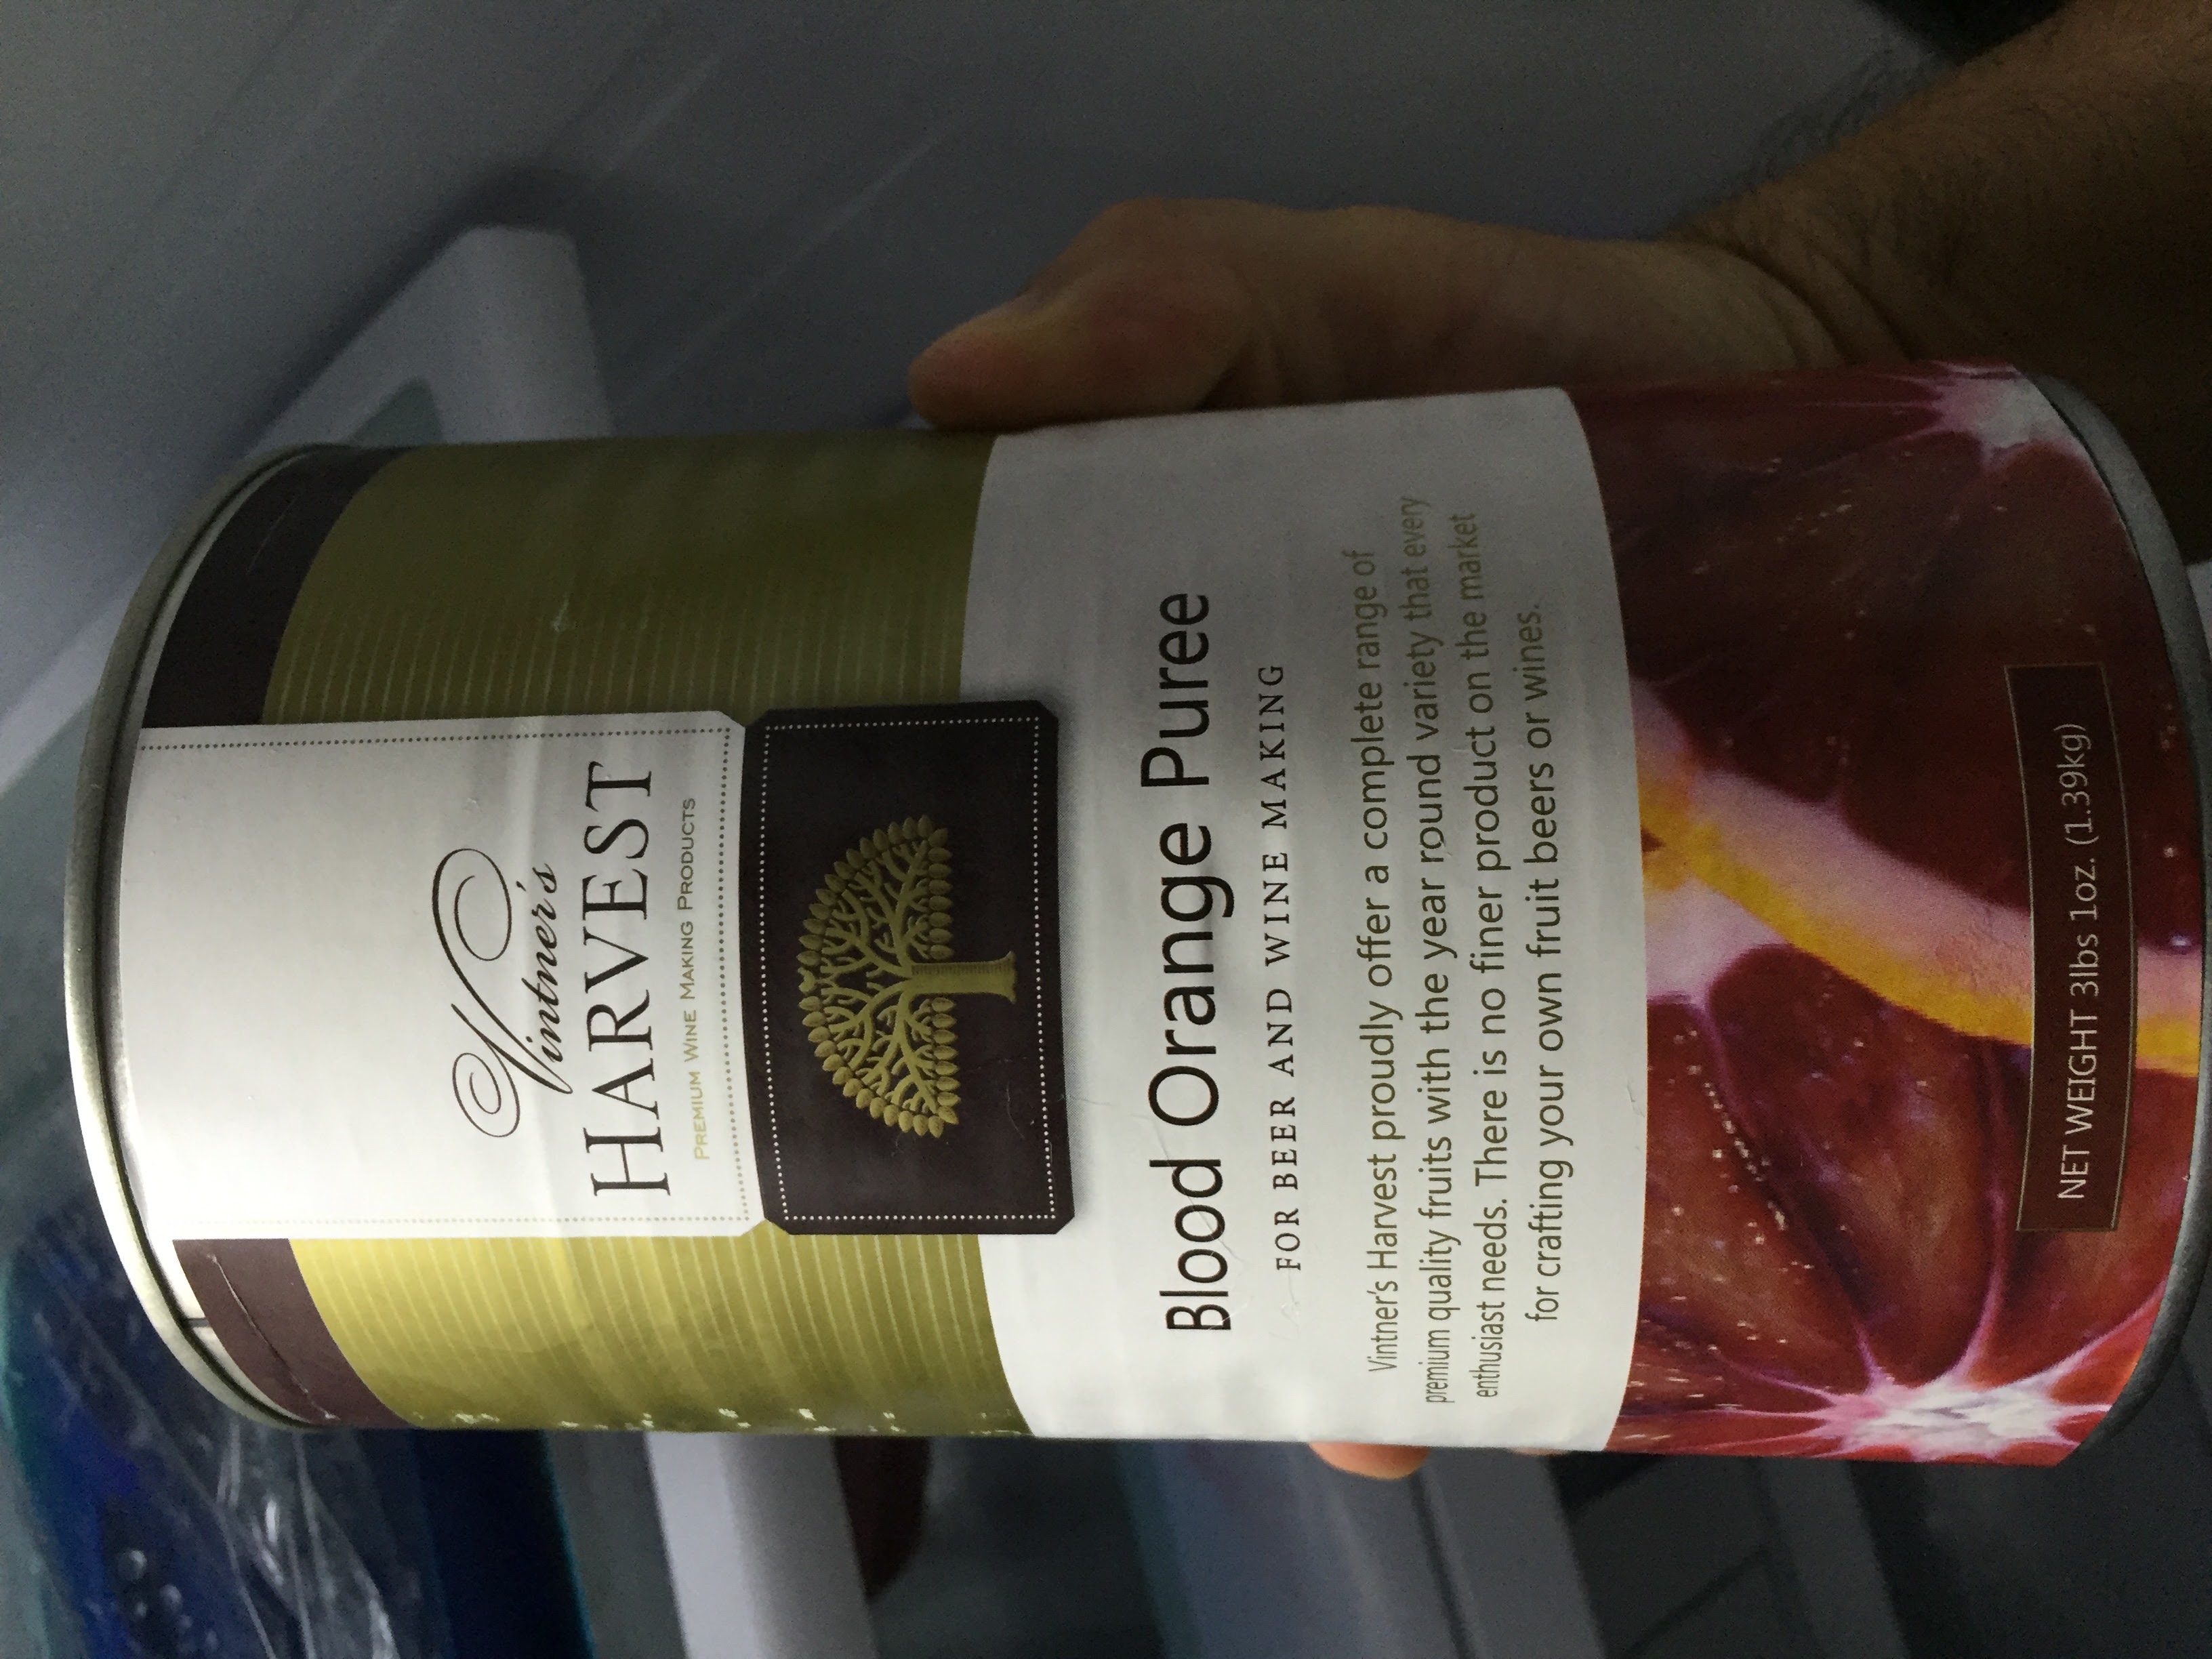 Vintner's
HARVEST
PREMIUM WINE MAKING PRODUCTS
Blood Orange Puree
FOR BEER AND WINE MAKING
Vintner's Harvest proudly offer a complete range of
premium quality fruits with the year round variety that every
enthusiast needs. There is no finer product on the market
for crafting your own fruit beers or wines.
NET WEIGHT 3lbs 1oz. (1.39kg)